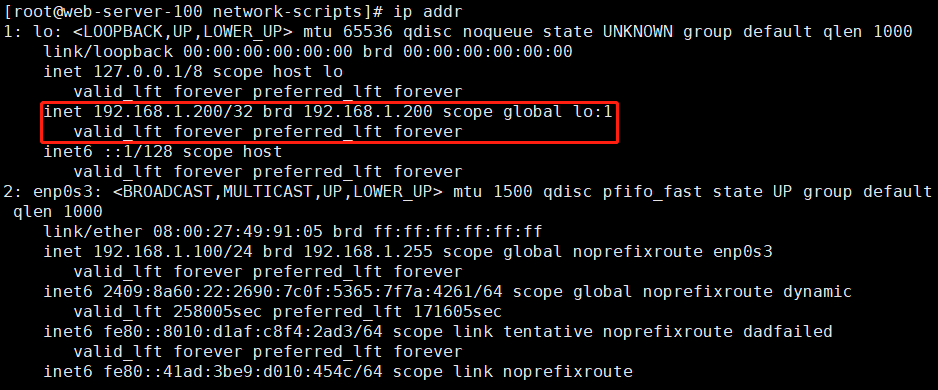 [root@web-server-100 network-scripts]# ip addr
1: lo: <LOOPBACK,UP,LOWER_UP> mtu 65536 qdisc noqueue state UNKNOWN group default qlen 1000
    link/loopback 00:00:00:00:00:00 brd 00:00:00:00:00:00
    inet 127.0.0.1/8 scope host lo
       valid_lft forever preferred_lft forever
    inet 192.168.1.200/32 brd 192.168.1.200 scope global lo:1
       valid_lft forever preferred_lft forever
    inet6 ::1/128 scope host
       valid_lft forever preferred_lft forever
2: enp0s3: <BROADCAST,MULTICAST,UP,LOWER_UP> mtu 1500 qdisc pfifo_fast state UP group default
 qlen 1000
    link/ether 08:00:27:49:91:05 brd ff:ff:ff:ff:ff:ff
    inet 192.168.1.100/24 brd 192.168.1.255 scope global noprefixroute enp0s3
       valid_lft forever preferred_lft forever
    inet6 2409:8a60:22:2690:7c0f:5365:7f7a:4261/64 scope global noprefixroute dynamic
       valid_lft 258005sec preferred_lft 171605sec
    inet6 fe80::8010:d1af:c8f4:2ad3/64 scope link tentative noprefixroute dadfailed
       valid_lft forever preferred_lft forever
    inet6 fe80::41ad:3be9:d010:454c/64 scope link noprefixroute